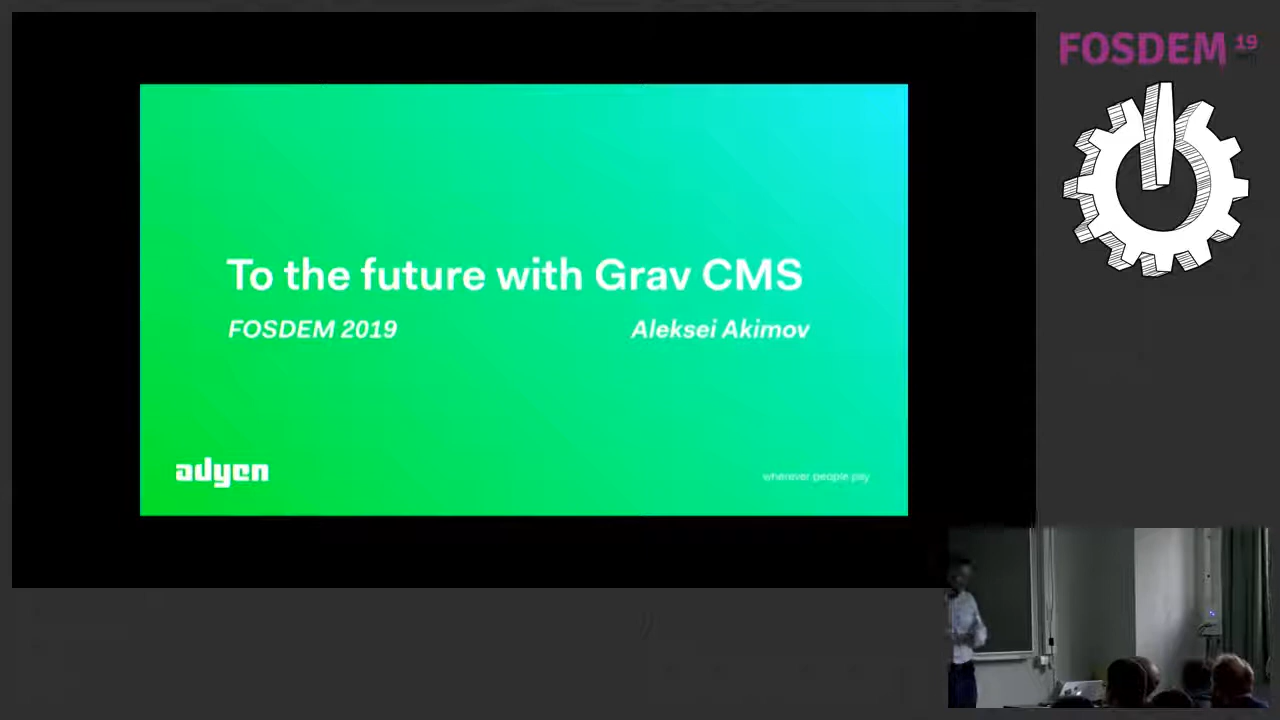 FOSDEM 19
To the future with Grav CMS
FOSDEM 2019
Aleksei Akimov
adyen
wherever people pay